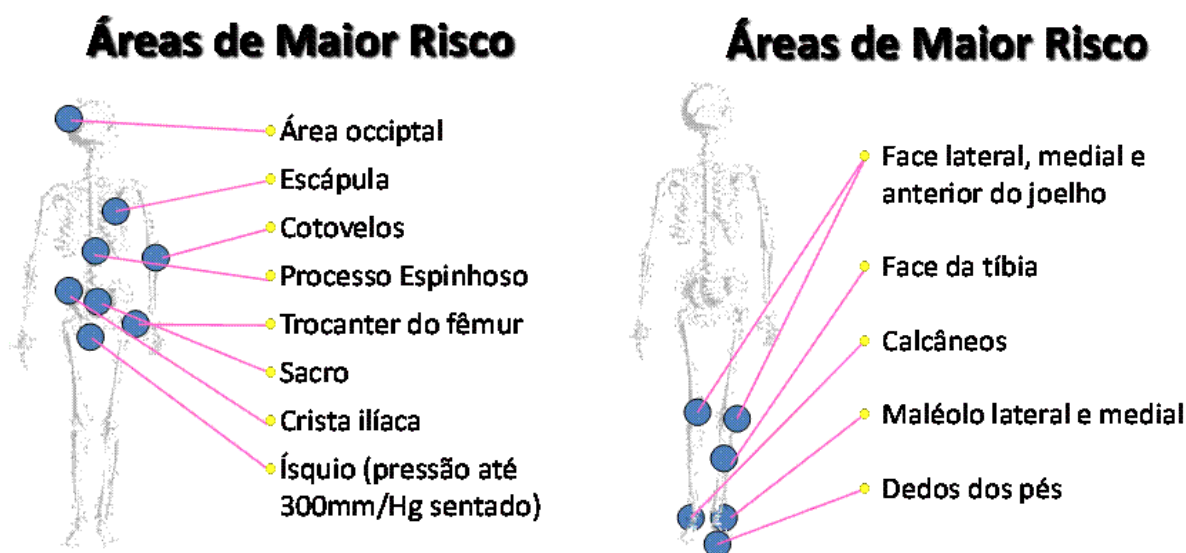 Áreas de Maior Risco
Área occiptal
Escápula
Cotovelos
Processo Espinhoso
Trocanter do fêmur
Sacro
Crista ilíaca
Ísquio (pressão até
300mm/Hg sentado)
Áreas de Maior Risco
Face lateral, medial e
anterior do joelho
Face da tíbia
Calcâneos
Maléolo lateral e medial
Dedos dos pés